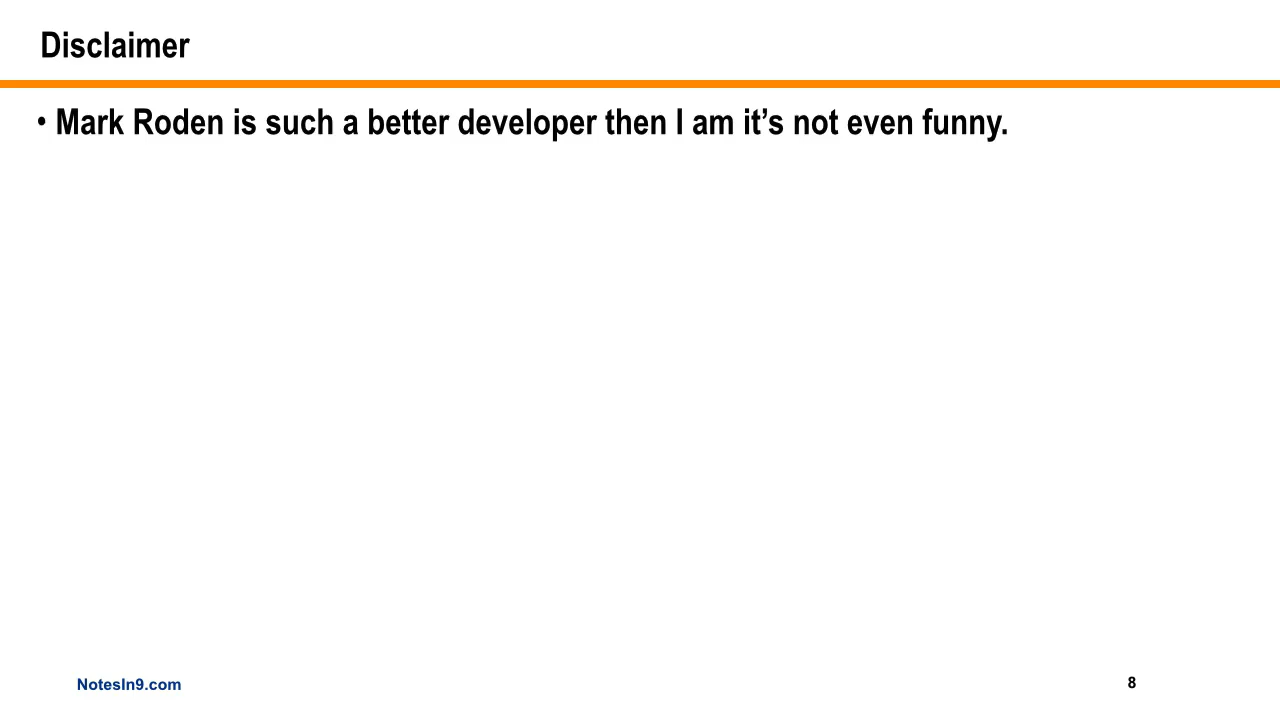 Disclaimer
• Mark Roden is such a better developer then I am it’s not even funny.
NotesIn9.com
8